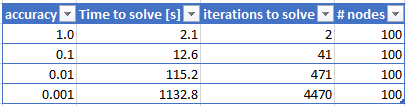 accuracy Time to solve [s] iterations to solve # nodes
1.0 2.1 2 100
0.1 12.6 41 100
0.01 115.2 471 100
0.001 1132.8 4470 100